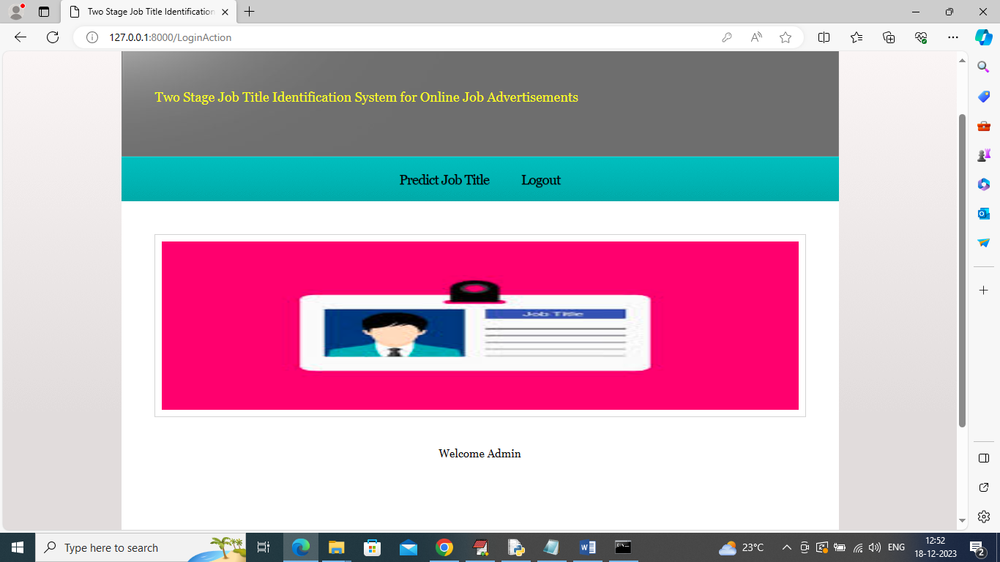 Two Stage Job Title Identification
127.0.0.1:8000/LoginAction
Two Stage Job Title Identification System for Online Job Advertisements
Predict Job Title Logout
Job Title
Welcome Admin
Type here to search
23°C
ENG
12:52
18-12-2023
2